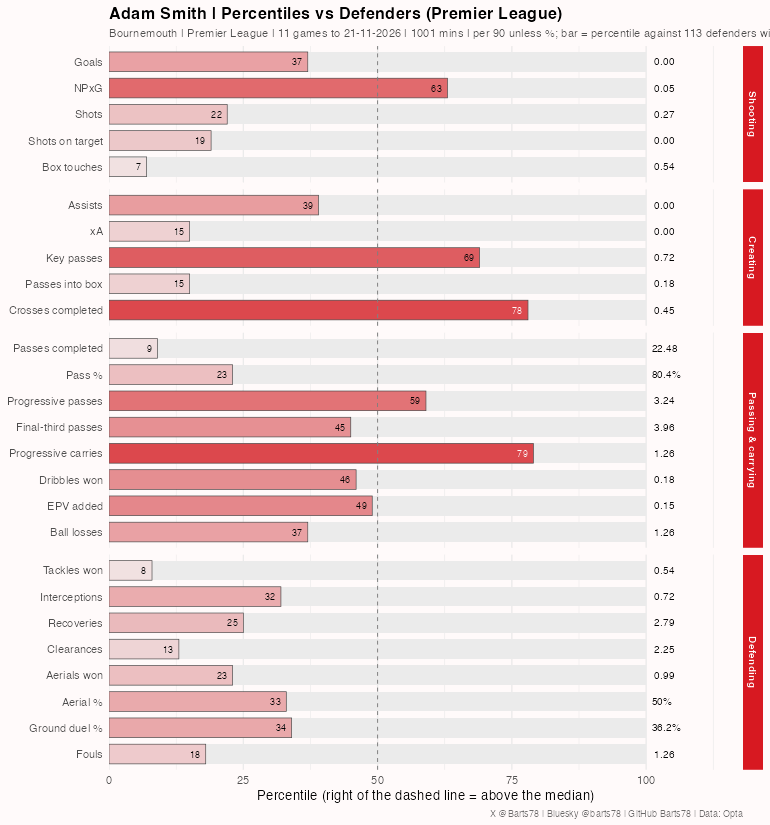 Adam Smith | Percentiles vs Defenders (Premier League)
Bournemouth | Premier League | 11 games to 21-11-2026 | 1001 mins | per 90 unless %; bar = percentile against 113 defenders wi
Goals 37 0.00
NPxG 63 0.05
Shots 22 0.27
Shots on target 19 0.00
Box touches 7 0.54
Shooting
Assists 39 0.00
xA 15 0.00
Key passes 69 0.72
Passes into box 15 0.18
Crosses completed 78 0.45
Creating
Passes completed 9 22.48
Pass % 23 80.4%
Progressive passes 59 3.24
Final-third passes 45 3.96
Progressive carries 79 1.26
Dribbles won 46 0.18
EPV added 49 0.15
Ball losses 37 1.26
Passing & carrying
Tackles won 8 0.54
Interceptions 32 0.72
Recoveries 25 2.79
Clearances 13 2.25
Aerials won 23 0.99
Aerial % 33 50%
Ground duel % 34 36.2%
Fouls 18 1.26
Defending
0 25 50 75 100
Percentile (right of the dashed line = above the median)
X @Barts78 | Bluesky @barts78 | GitHub Barts78 | Data: Opta